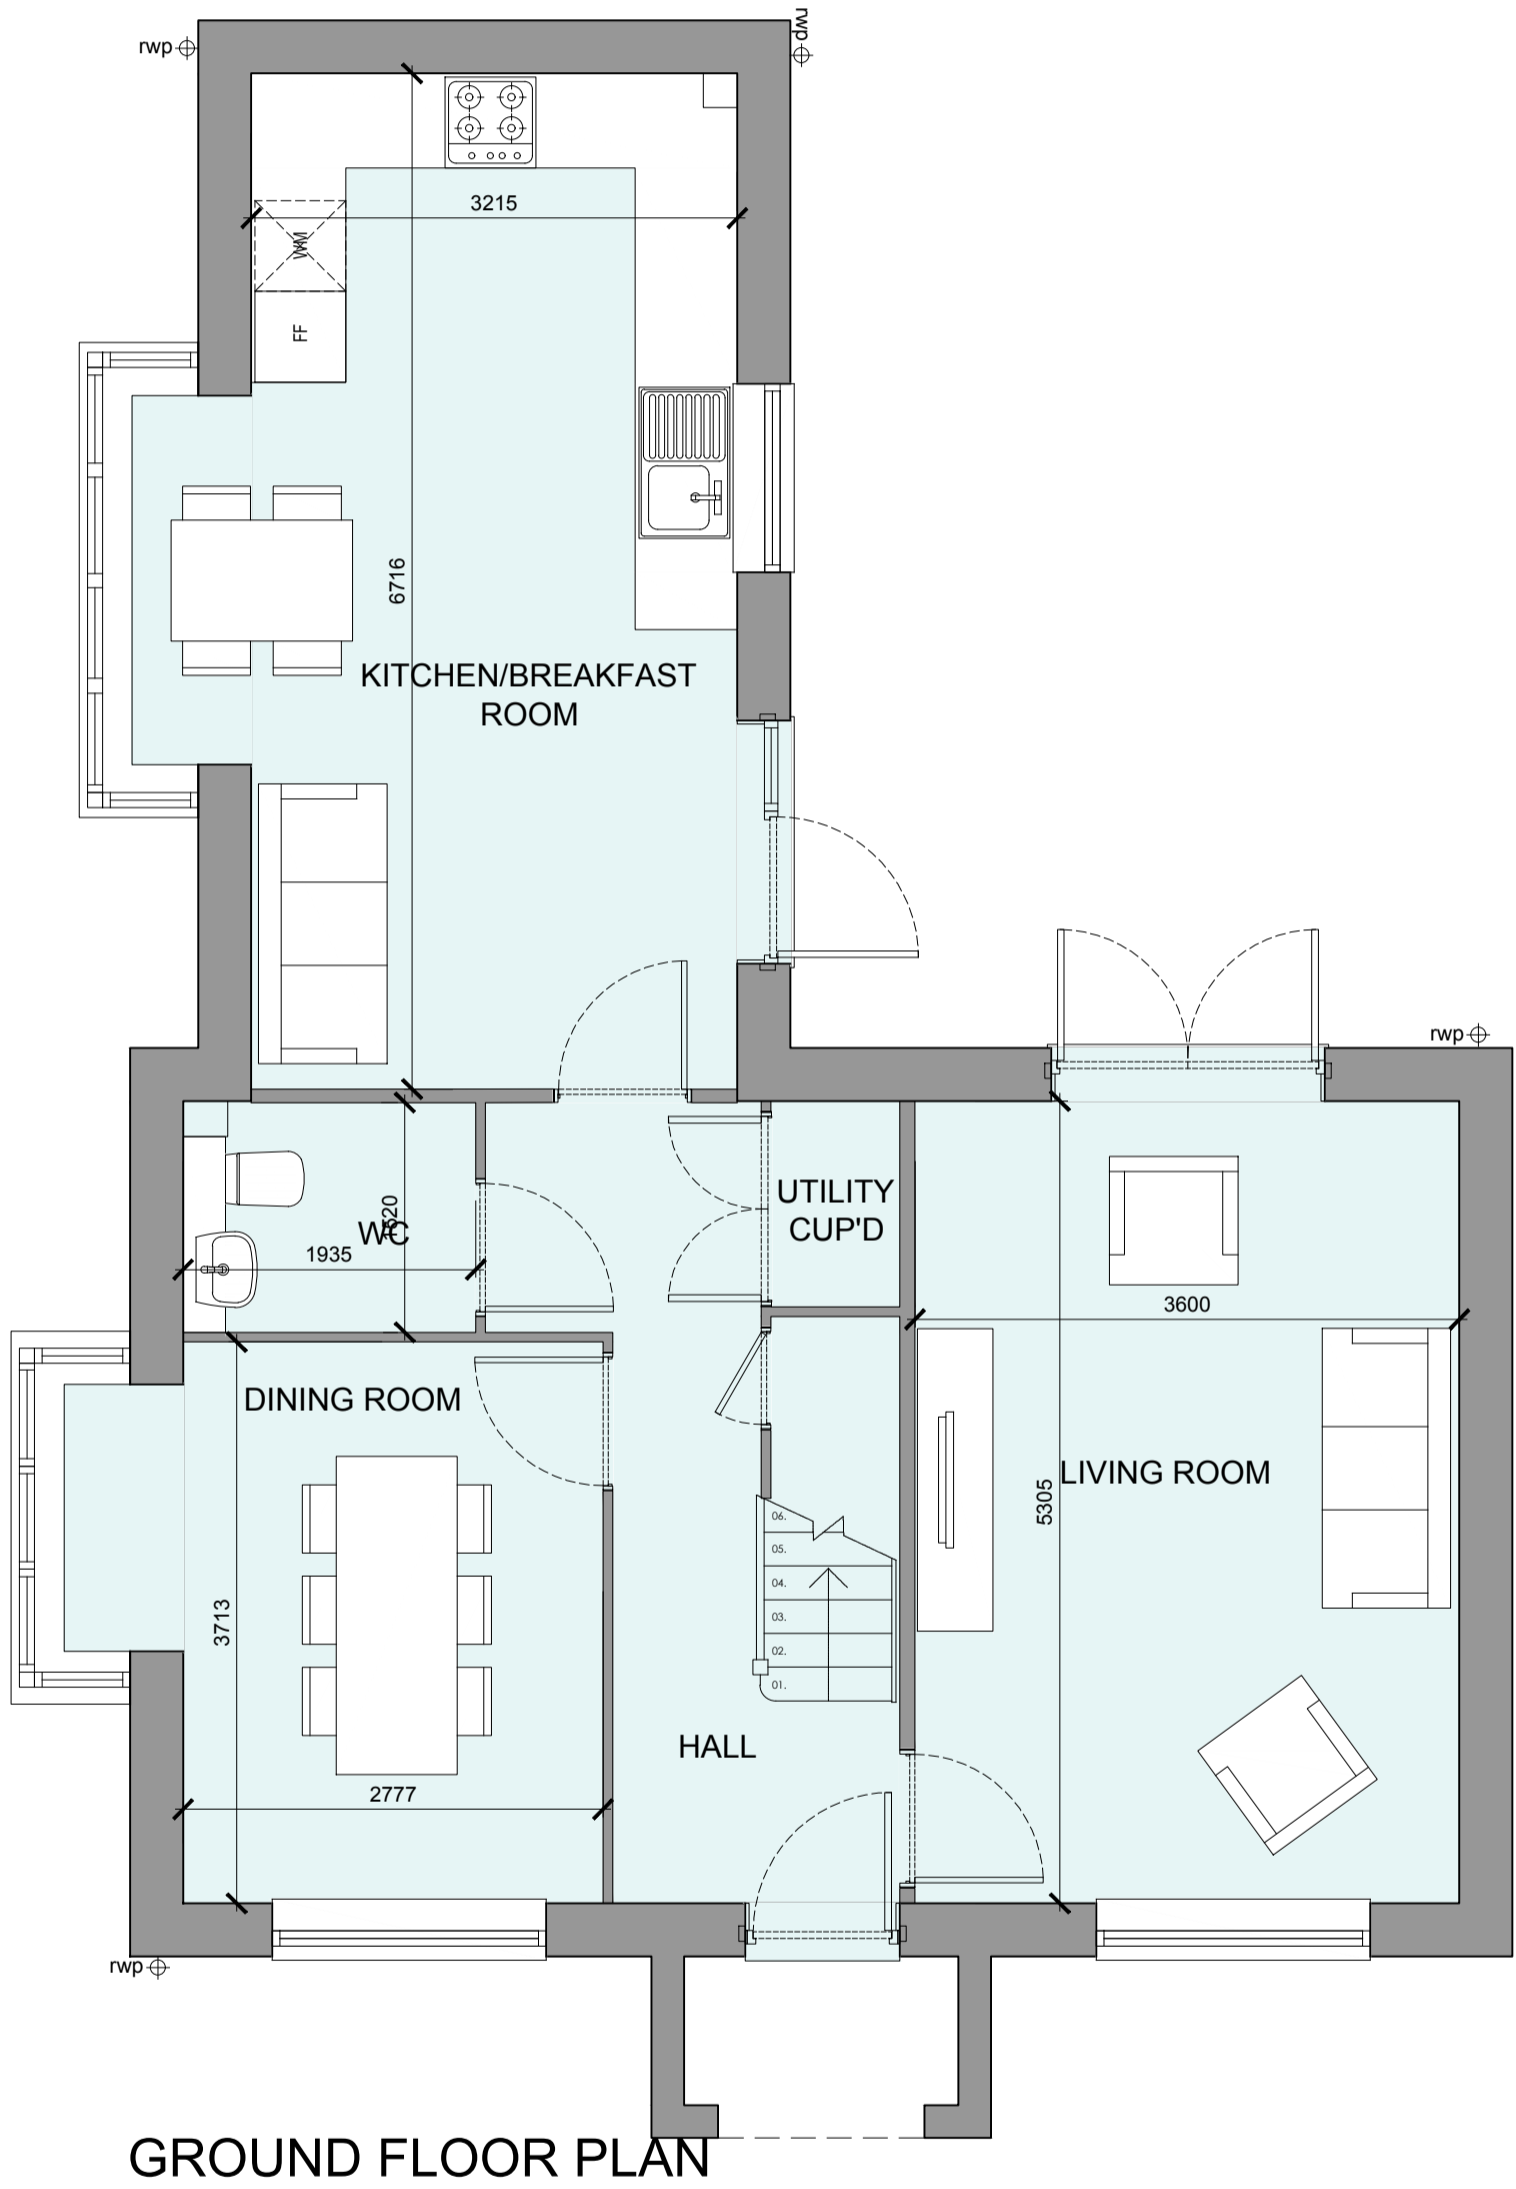 rwp
rwp
3215
WM
FF
6716
KITCHEN/BREAKFAST
ROOM
rwp
UTILITY
CUP'D
WC
1520
1935
3600
DINING ROOM
LIVING ROOM
5305
06.
05.
04.
03.
02.
01.
3713
HALL
2777
rwp
GROUND FLOOR PLAN